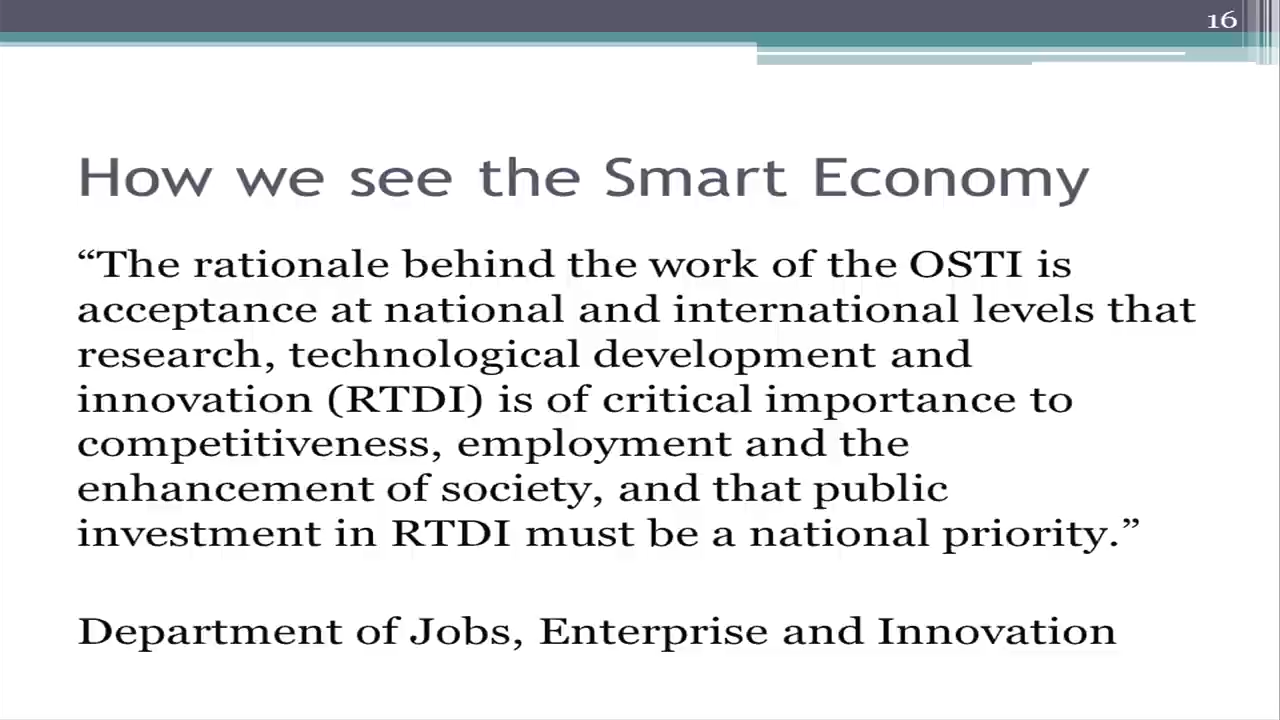 16
How we see the Smart Economy
“The rationale behind the work of the OSTI is
acceptance at national and international levels that
research, technological development and
innovation (RTDI) is of critical importance to
competitiveness, employment and the
enhancement of society, and that public
investment in RTDI must be a national priority.”
Department of Jobs, Enterprise and Innovation